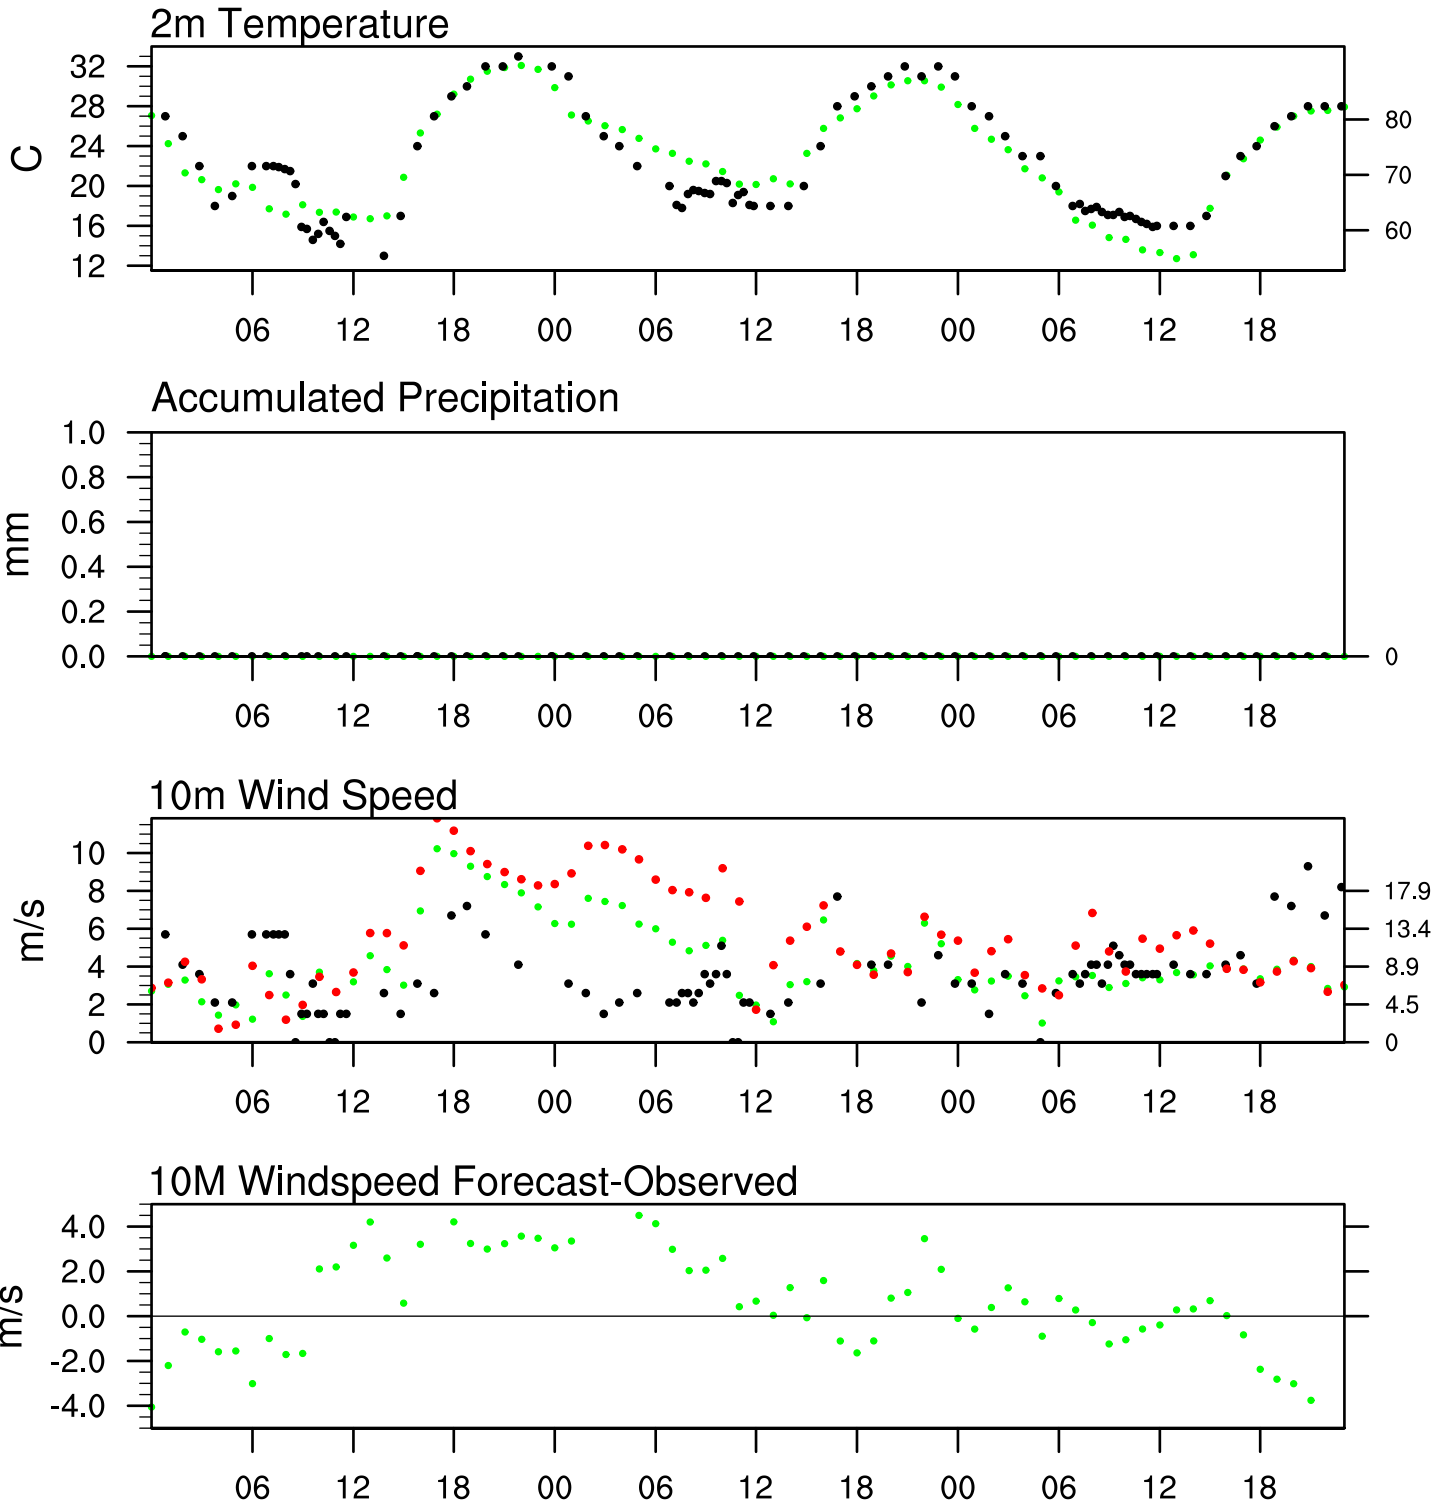 2m Temperature
32
28
24
20
16
12
C
80
70
60
06 12 18 00 06 12 18 00 06 12 18
Accumulated Precipitation
1.0
0.8
0.6
0.4
0.2
0.0
mm
0
06 12 18 00 06 12 18 00 06 12 18
10m Wind Speed
10
8
6
4
2
0
m/s
17.9
13.4
8.9
4.5
0
06 12 18 00 06 12 18 00 06 12 18
10M Windspeed Forecast-Observed
4.0
2.0
0.0
-2.0
-4.0
m/s
06 12 18 00 06 12 18 00 06 12 18